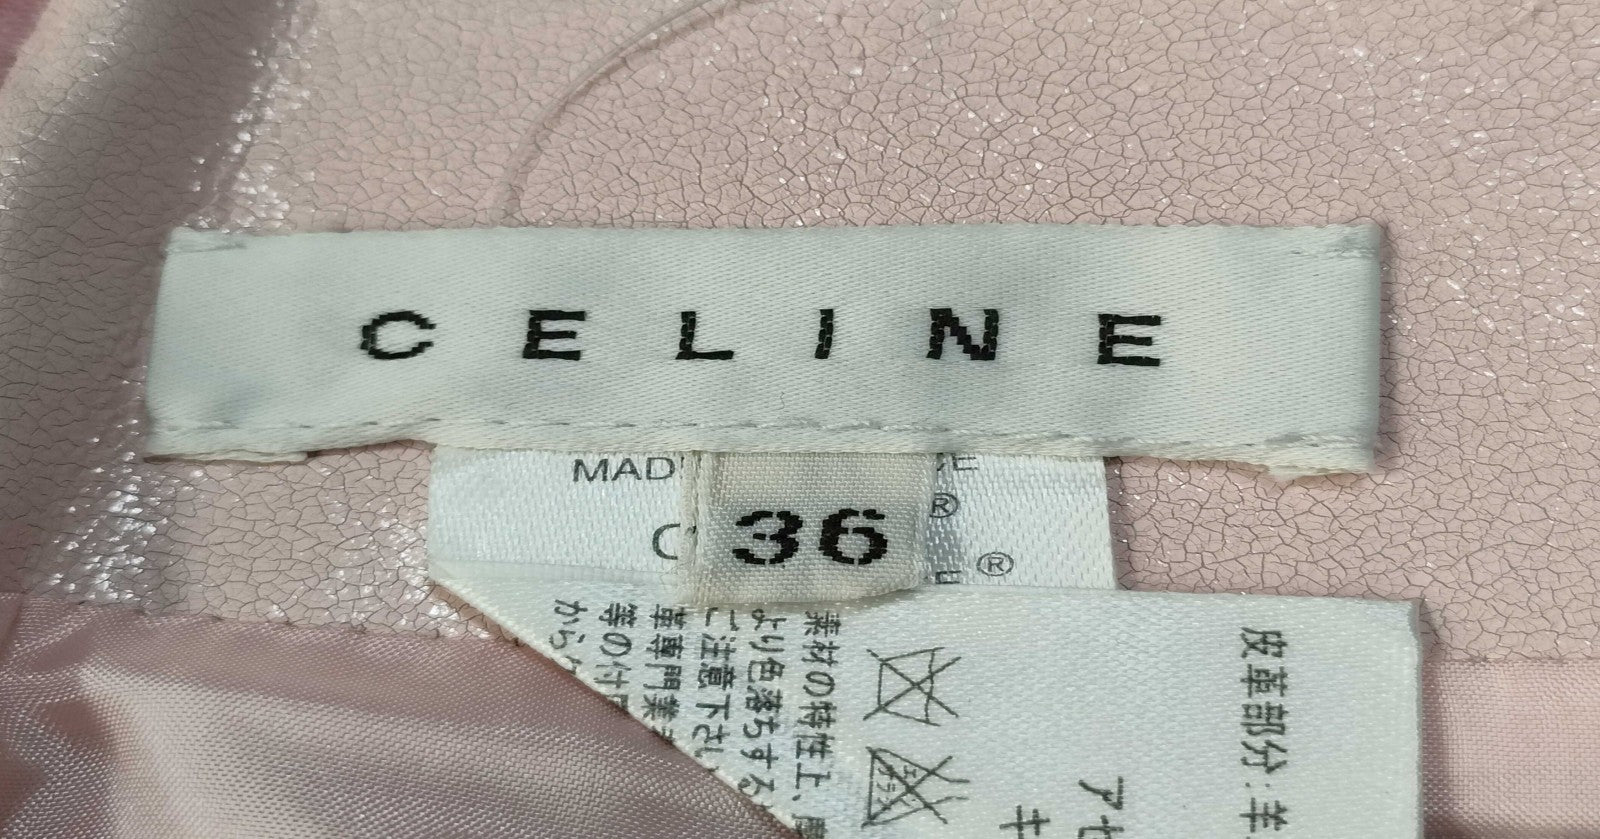 CELINE
MAD
36
®
®
皮革部分:羊
アセ
キ
素材の特性上、
より色落ちする
ご注意下さい
革専門業
等の付
から